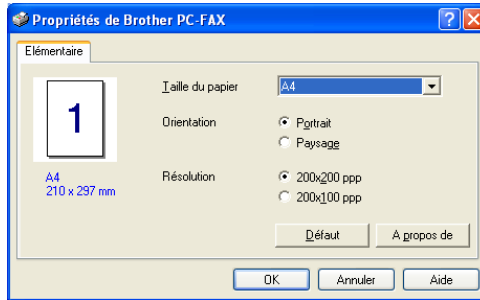 Propriétés de Brother PC-FAX
Elémentaire
1
A4
210 x 297 mm
Taille du papier
A4
Orientation
Portrait
Paysage
Résolution
200x200 ppp
200x100 ppp
Défaut
A propos de
OK
Annuler
Aide